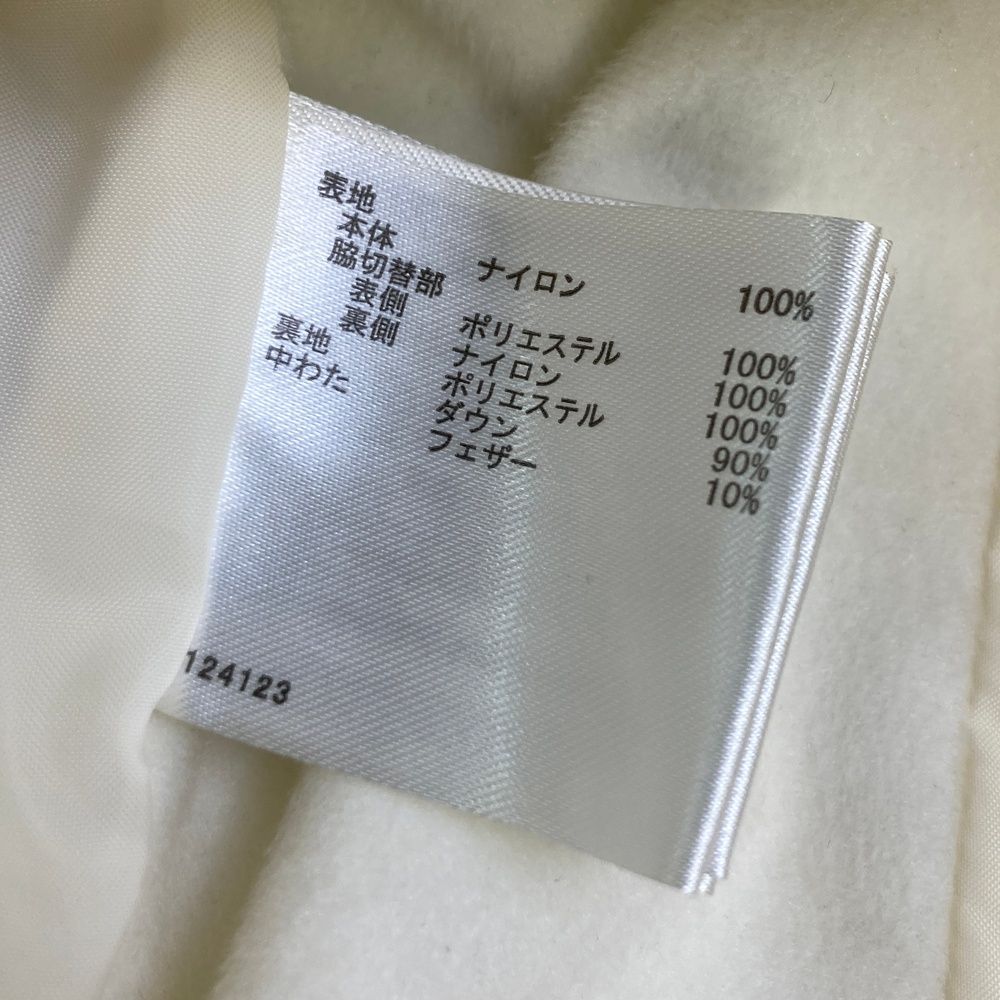 表地
本体 ナイロン 100%
脇切替部
表側 ポリエステル 100%
裏側 ナイロン 100%
裏地 ポリエステル 100%
中わた ダウン 90%
フェザー 10%
124123